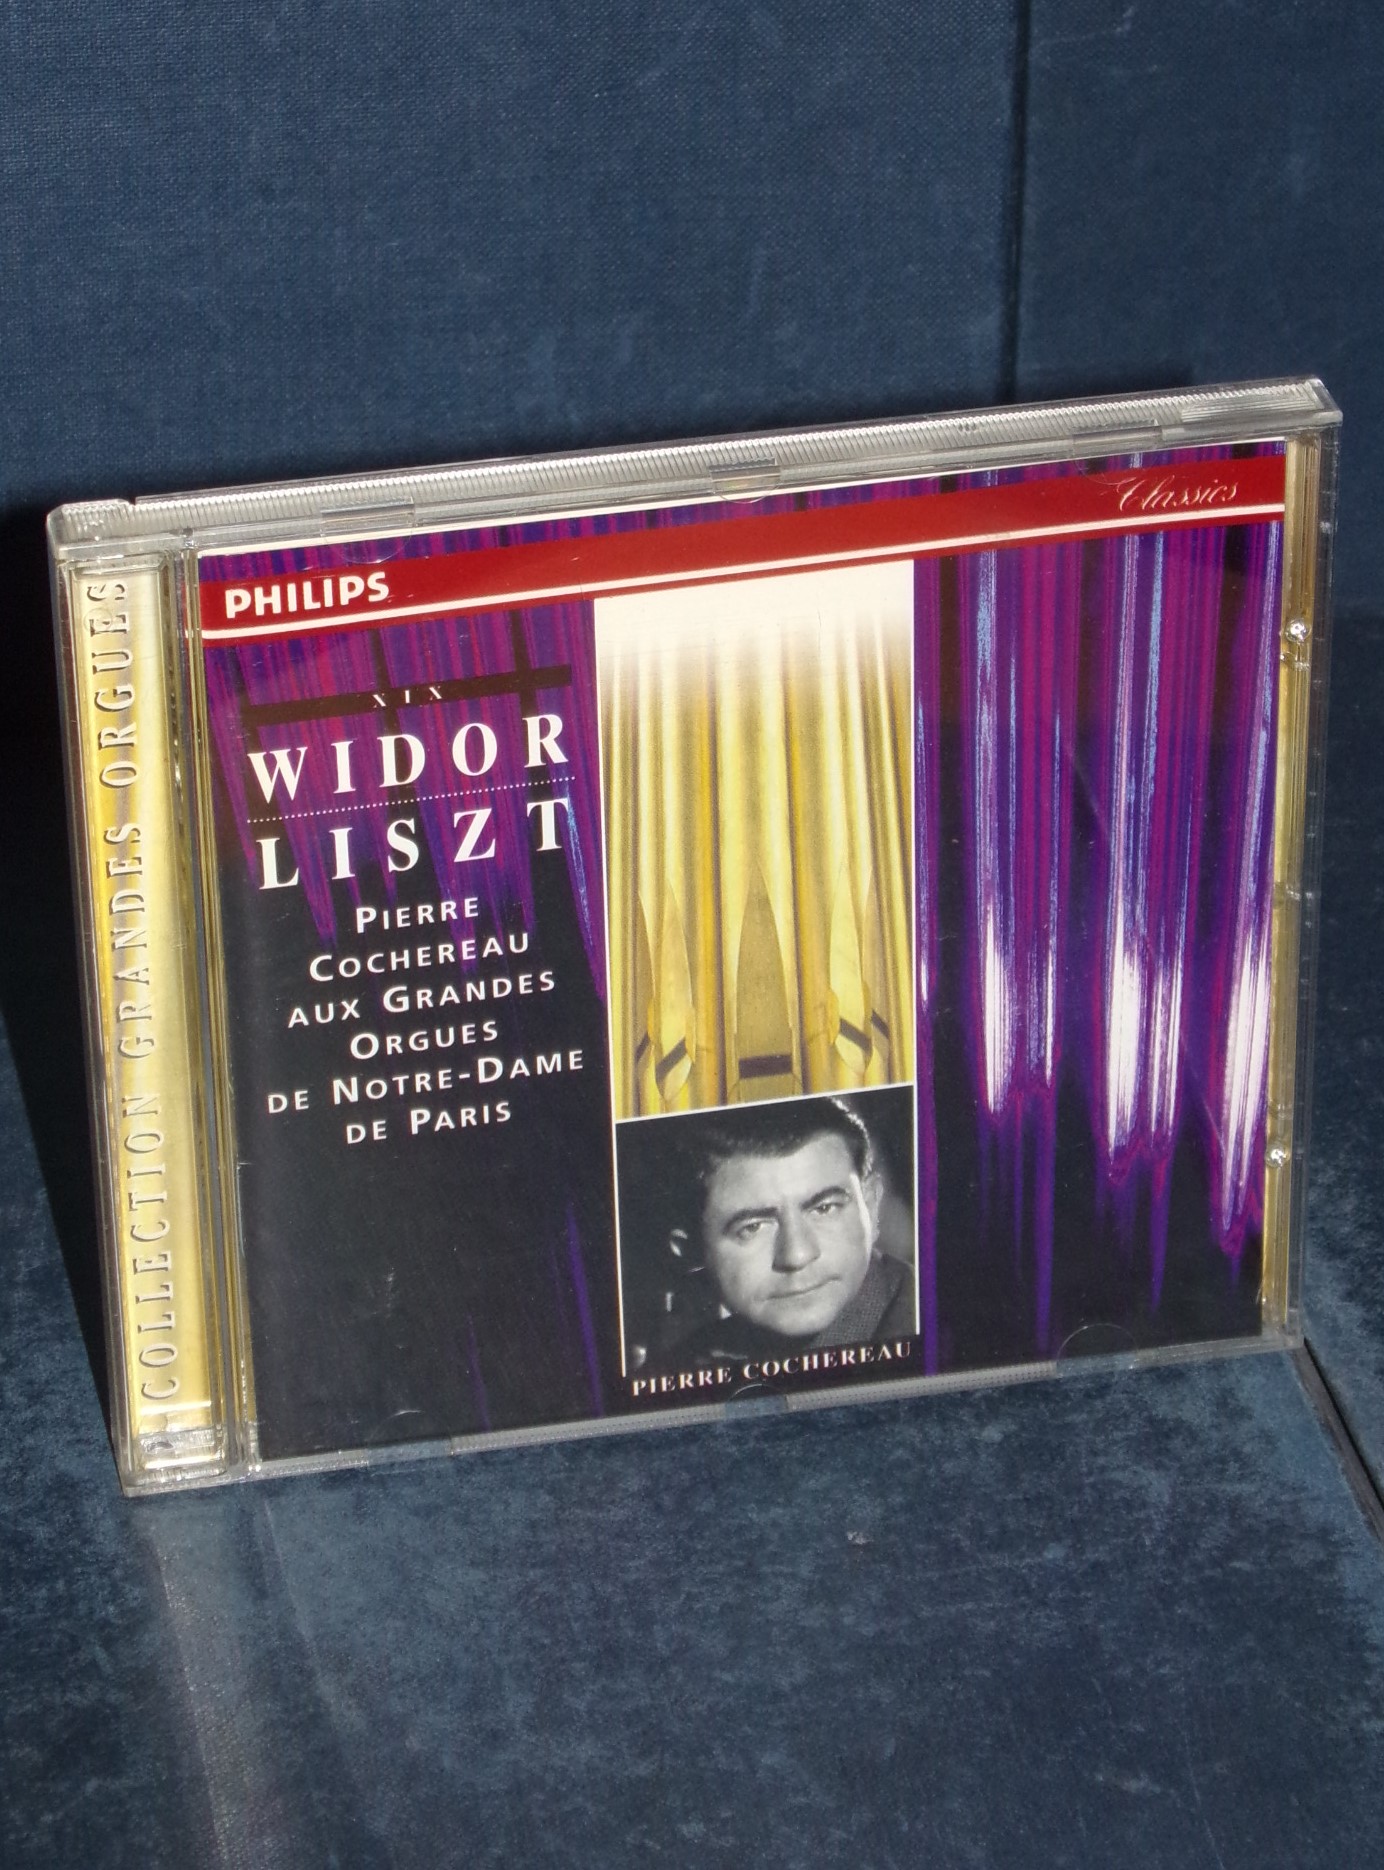 PHILIPS
Classics
XIX
WIDOR
LISZT
PIERRE
COCHEREAU
AUX GRANDES
ORGUES
DE NOTRE-DAME
DE PARIS
PIERRE COCHEREAU
COLLECTION GRANDES ORGUES